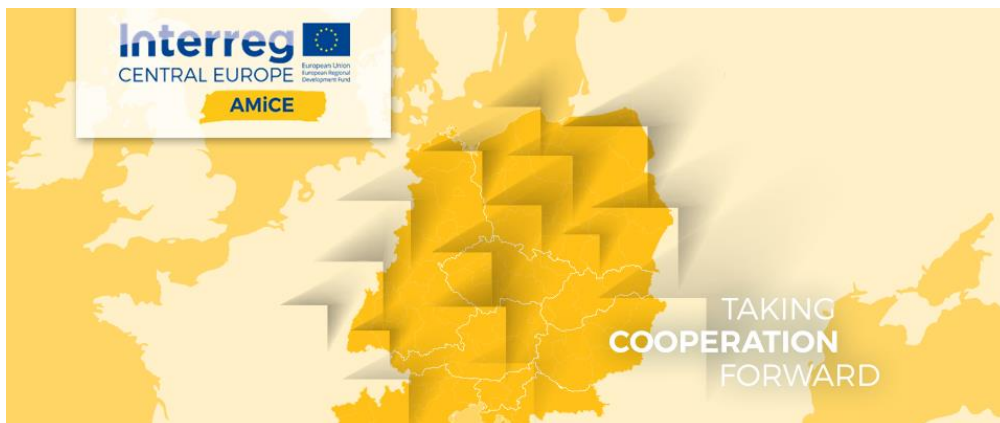 Interreg
CENTRAL EUROPE
European Union
European Regional
Development Fund
AMiCE
TAKING
COOPERATION
FORWARD